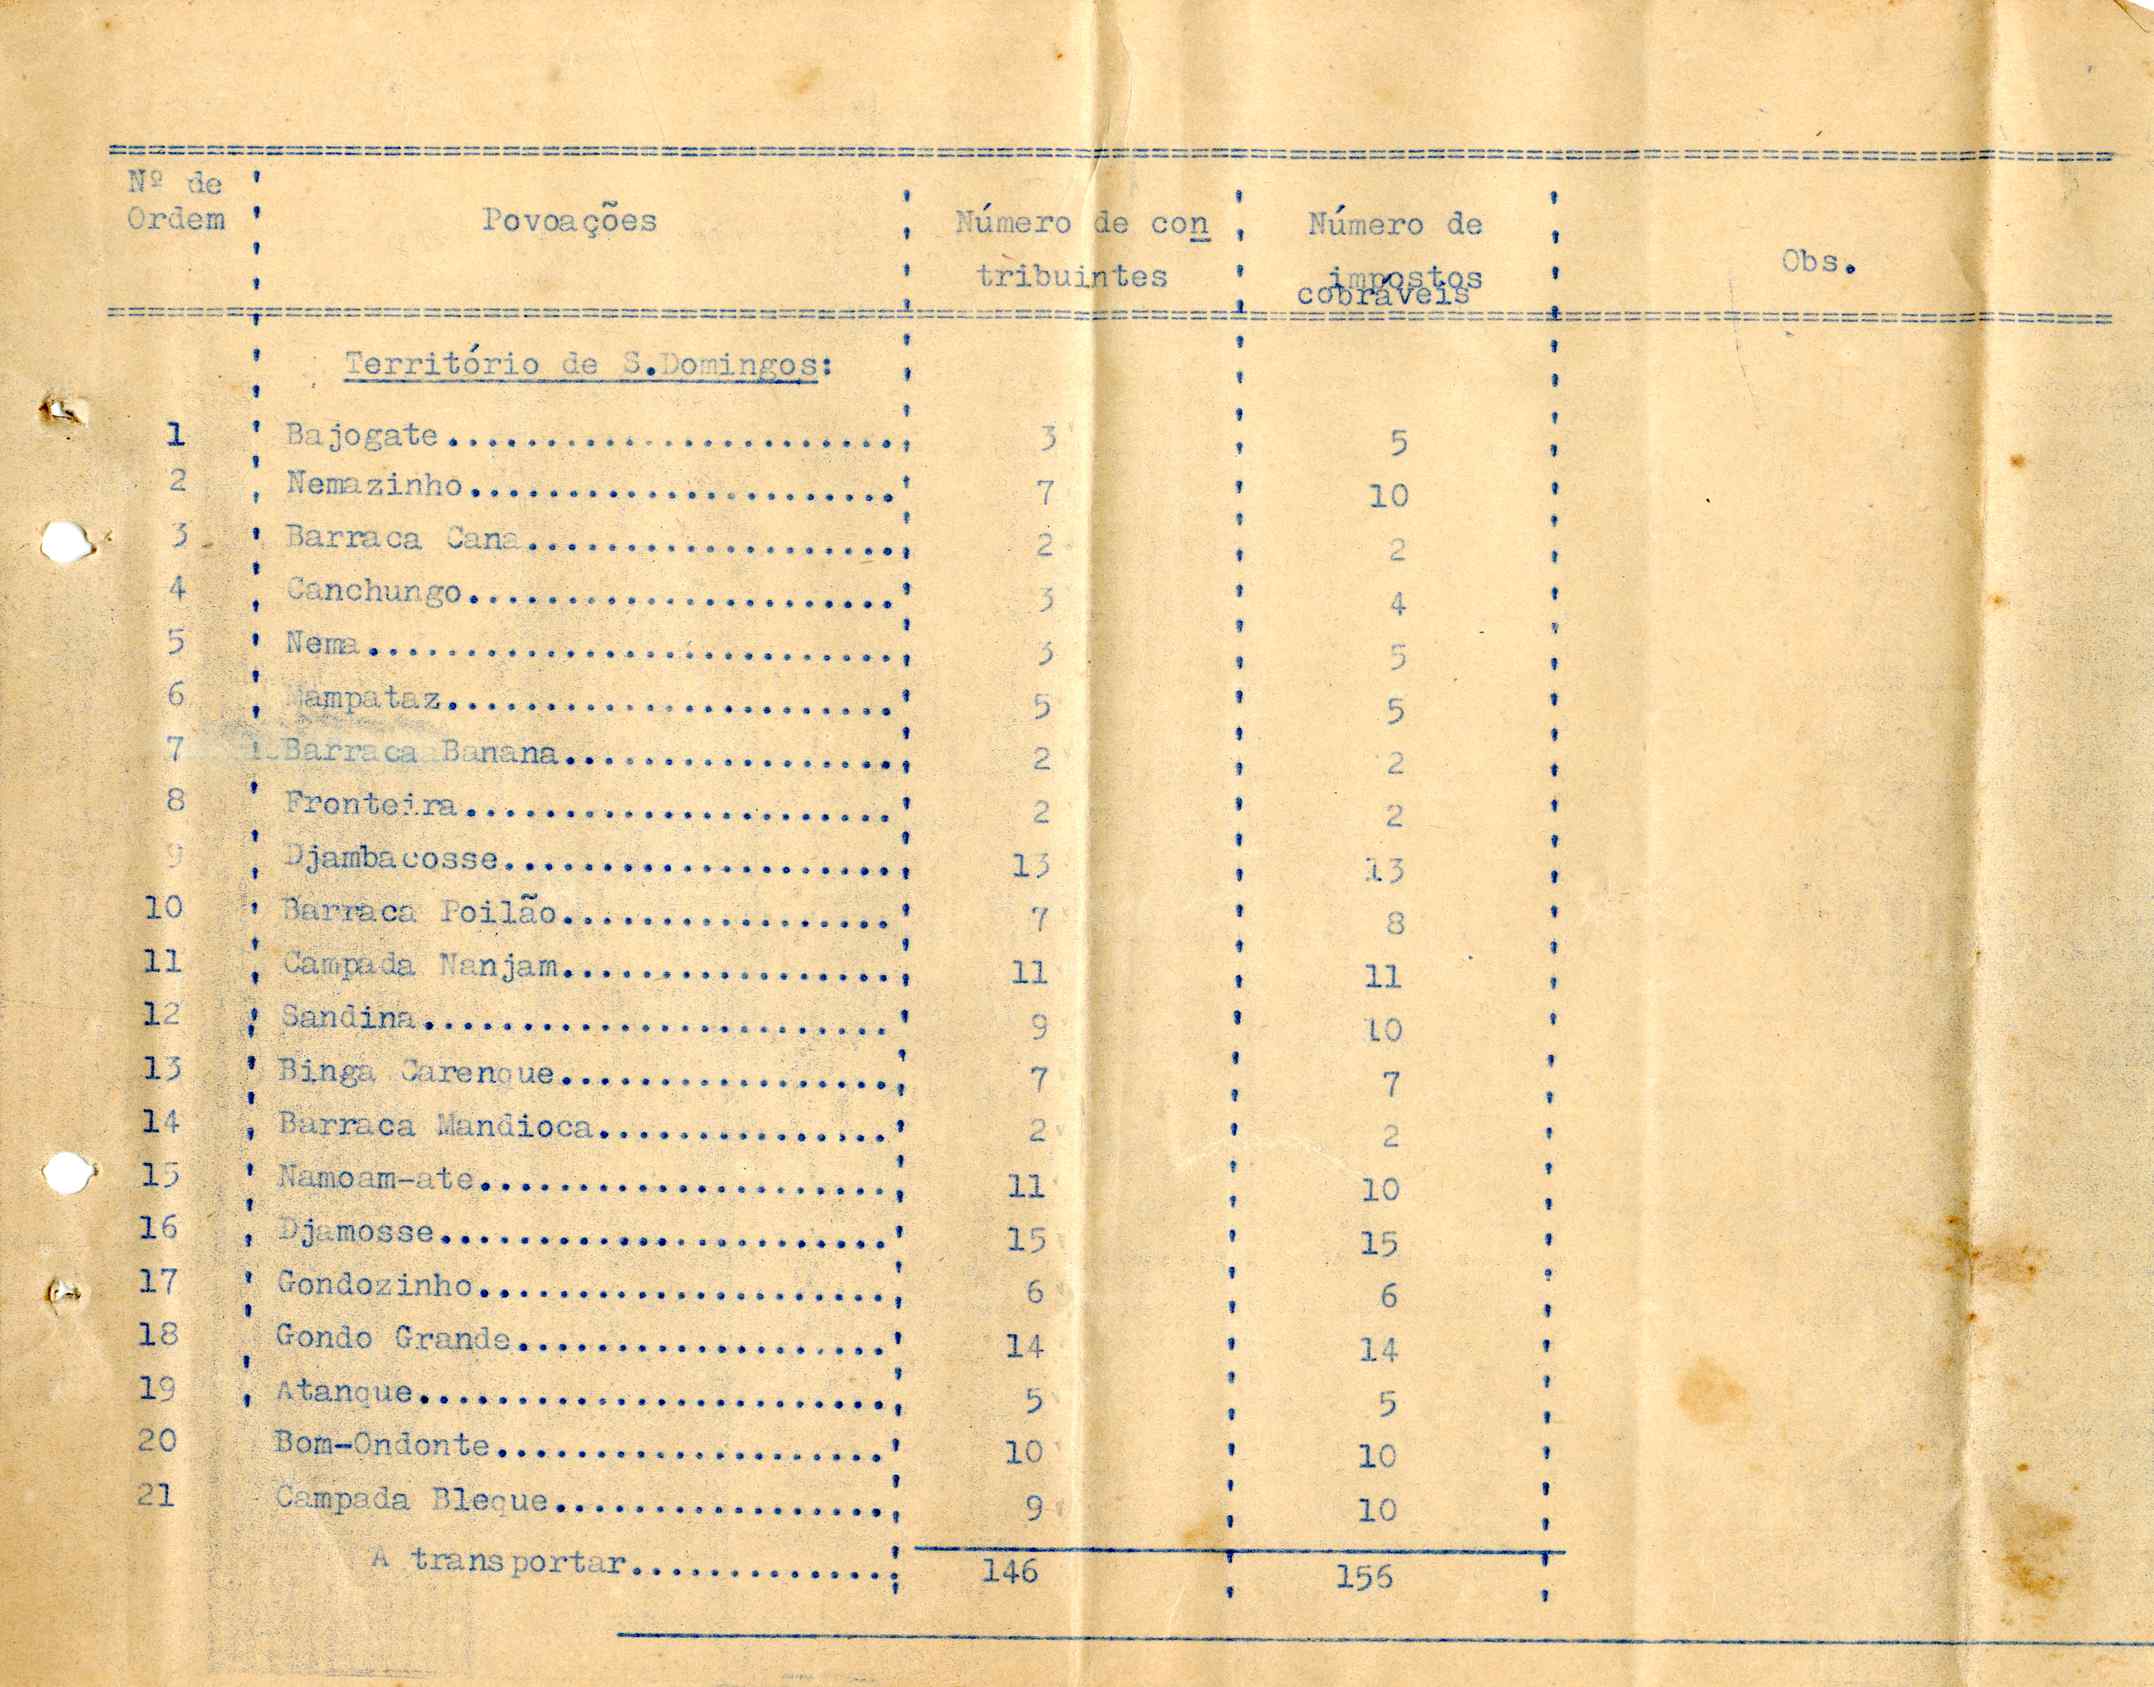 Nº de
Ordem Povoações Número de con Número de Obs.
tribuintes impostos
cobráveis
Território de S.Domingos:
1 Bajogate....................... 3 5
2 Nemazinho...................... 7 10
3 Barraca Cana................... 2 2
4 Canchungo...................... 3 4
5 Nema........................... 3 5
6 Mampataz....................... 5 5
7 Barraca Banana................. 2 2
8 Fronteira...................... 2 2
9 Djambacosse.................... 13 13
10 Barraca Poilão................. 7 8
11 Campada Nanjam................. 11 11
12 Sandina........................ 9 10
13 Binga Carenque................. 7 7
14 Barraca Mandioca............... 2 2
15 Namoam-ate..................... 11 10
16 Djamosse....................... 15 15
17 Gondozinho..................... 6 6
18 Gondo Grande................... 14 14
19 Atanque........................ 5 5
20 Bom-Ondonte.................... 10 10
21 Campada Bleque................. 9 10
A transportar.............. 146 156